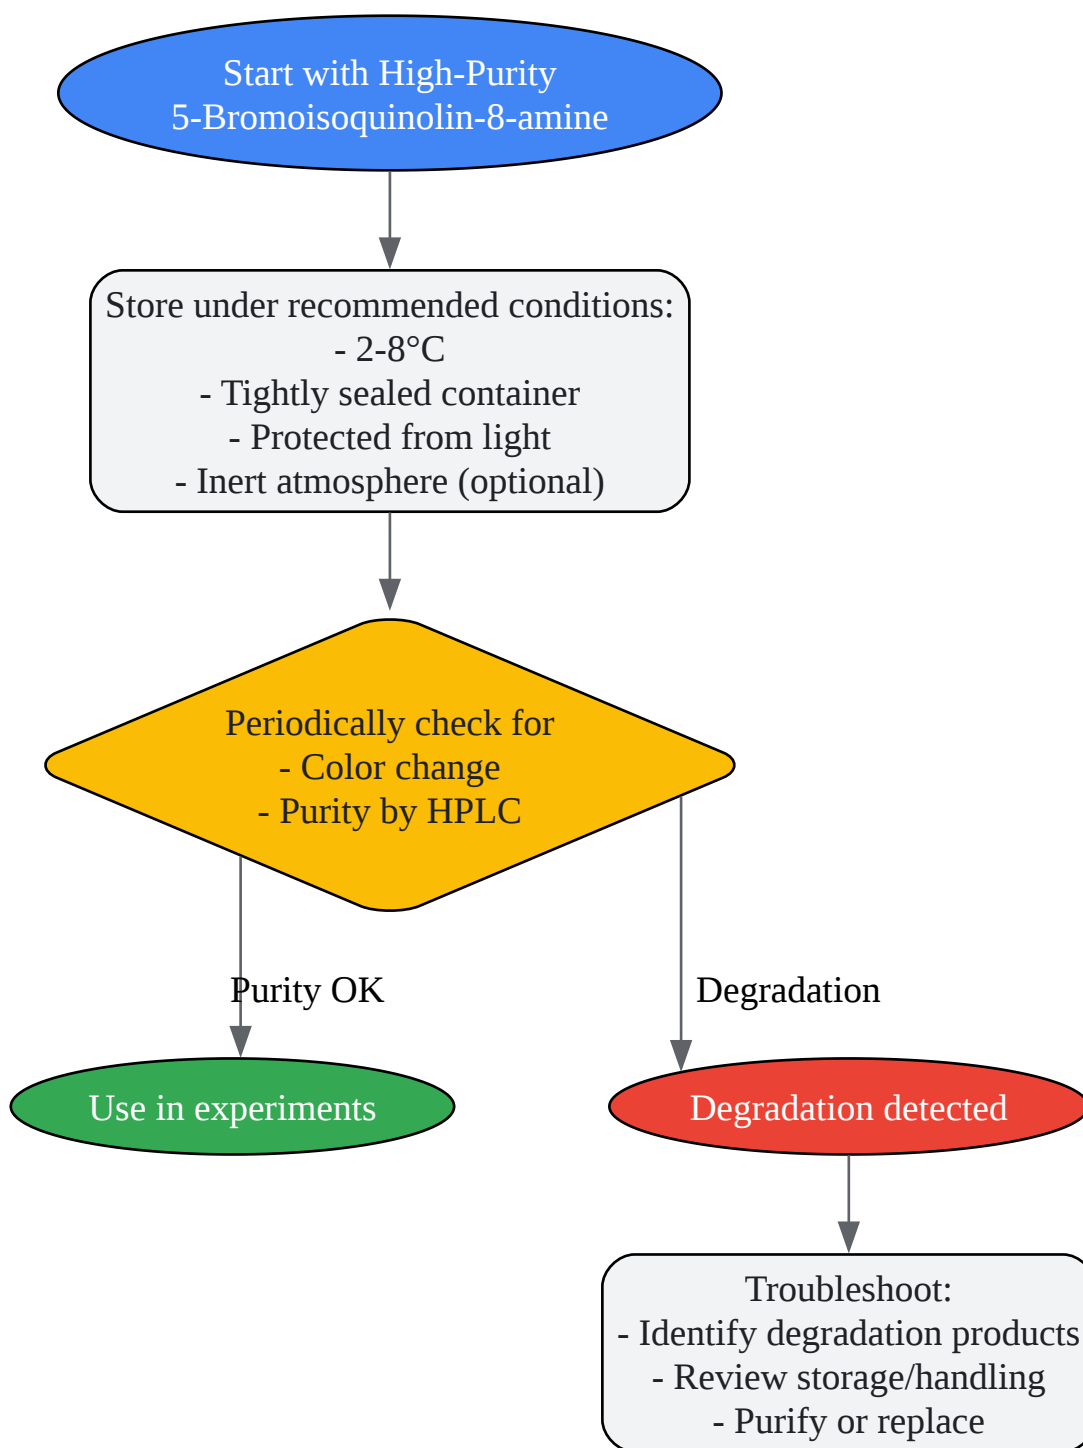 Start with High-Purity
5-Bromoisoquinolin-8-amine
Store under recommended conditions:
- 2-8°C
- Tightly sealed container
- Protected from light
- Inert atmosphere (optional)
Periodically check for
- Color change
- Purity by HPLC
Purity OK
Degradation
Use in experiments
Degradation detected
Troubleshoot:
- Identify degradation products
- Review storage/handling
- Purify or replace